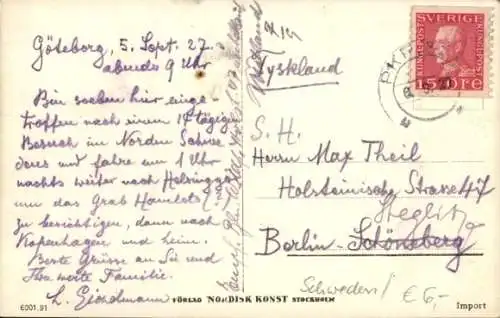 Göteborg, 5. Sept. 27.
abends 9 Uhr
Bin soeben hier einge-
troffen nach einem 14 tägigen
Besuch im Norden
und fahre um 1 Uhr
nachts weiter nach Helsingør
um das Grab Hamlets
zu besichtigen, dann nach
Kopenhagen und heim.
Beste Grüsse an Sie und
Ihre werte Familie.
L.
Tyskland
SVERIGE
15 ÖRE
S. H.
Herrn Max Theil
Holsteinische Strasse 47
Steglitz
Berlin-Schöneberg
Schweden
€ 6,-
FÖRLAG NORDISK KONST STOCKHOLM
6001.91
Import